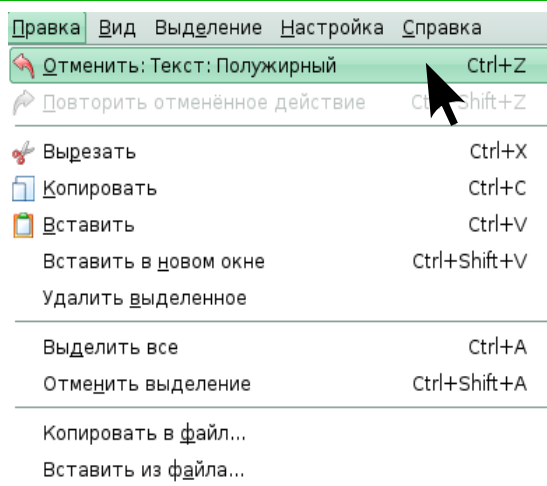 Правка Вид Выделение Настройка Справка
Отменить: Текст: Полужирный Ctrl+Z
Повторить отменённое действие Ctrl+Shift+Z
Вырезать Ctrl+X
Копировать Ctrl+C
Вставить Ctrl+V
Вставить в новом окне Ctrl+Shift+V
Удалить выделенное
Выделить все Ctrl+A
Отменить выделение Ctrl+Shift+A
Копировать в файл...
Вставить из файла...